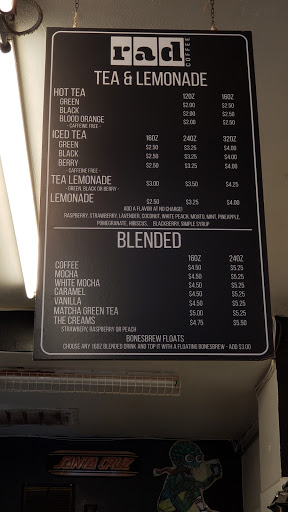 rad COFFEE
TEA & LEMONADE
HOT TEA 12OZ 16OZ
GREEN $2.00 $2.50
BLACK $2.00 $2.50
BLOOD ORANGE $2.00 $2.50
- CAFFEINE FREE -
ICED TEA 16OZ 24OZ 32OZ
GREEN $2.50 $3.25 $4.00
BLACK $2.50 $3.25 $4.00
BERRY $2.50 $3.25 $4.00
- CAFFEINE FREE -
TEA LEMONADE $3.00 $3.50 $4.25
- GREEN, BLACK OR BERRY -
LEMONADE $2.50 $3.25 $4.00
ADD A FLAVOR AT NO CHARGE!
RASPBERRY, STRAWBERRY, LAVENDER, COCONUT, WHITE PEACH, MOJITO, MINT, PINEAPPLE,
POMEGRANATE, HIBISCUS, BLACKBERRY, SIMPLE SYRUP
BLENDED
16OZ 24OZ
COFFEE $4.50 $5.25
MOCHA $4.50 $5.25
WHITE MOCHA $4.50 $5.25
CARAMEL $4.50 $5.25
VANILLA $4.50 $5.25
MATCHA GREEN TEA $5.00 $5.25
THE CREAMS $4.75 $5.50
STRAWBERRY, RASPBERRY OR PEACH
BONESBREW FLOATS
CHOOSE ANY 16OZ BLENDED DRINK AND TOP IT WITH A FLOATING BONESBREW - ADD $3.00
SANTA CRUZ